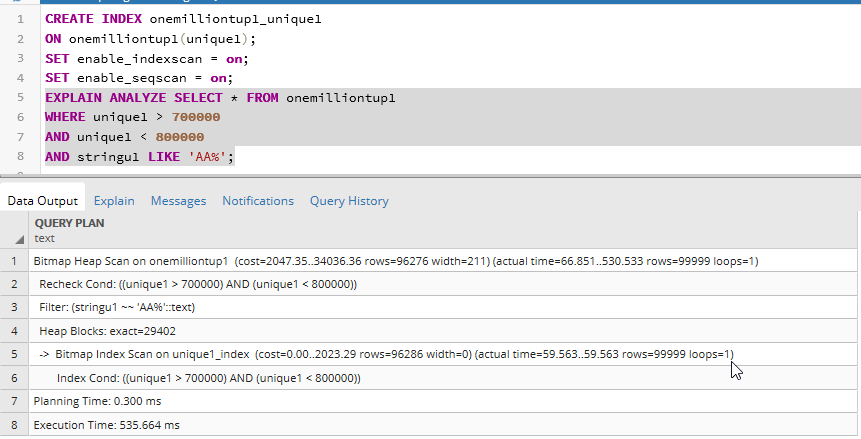 1 CREATE INDEX onemilliontup1_unique1
2 ON onemilliontup1(unique1);
3 SET enable_indexscan = on;
4 SET enable_seqscan = on;
5 EXPLAIN ANALYZE SELECT * FROM onemilliontup1
6 WHERE unique1 > 700000
7 AND unique1 < 800000
8 AND stringu1 LIKE 'AA%';
Data Output Explain Messages Notifications Query History
QUERY PLAN
text
1 Bitmap Heap Scan on onemilliontup1 (cost=2047.35..34036.36 rows=96276 width=211) (actual time=66.851..530.533 rows=99999 loops=1)
2 Recheck Cond: ((unique1 > 700000) AND (unique1 < 800000))
3 Filter: (stringu1 ~~ 'AA%'::text)
4 Heap Blocks: exact=29402
5 -> Bitmap Index Scan on unique1_index (cost=0.00..2023.29 rows=96286 width=0) (actual time=59.563..59.563 rows=99999 loops=1)
6 Index Cond: ((unique1 > 700000) AND (unique1 < 800000))
7 Planning Time: 0.300 ms
8 Execution Time: 535.664 ms